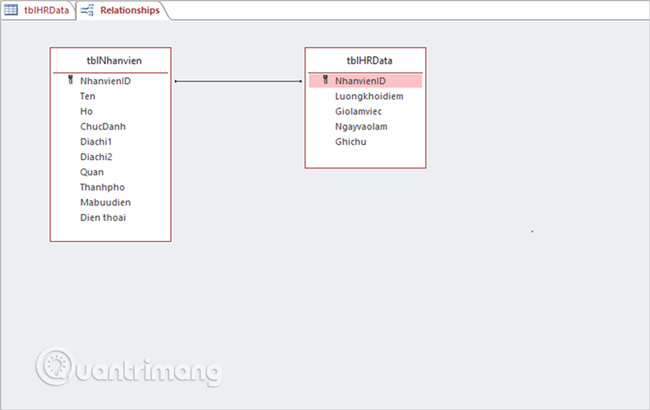 tblHRData
Relationships
tblNhanvien
NhanvienID
Ten
Ho
ChucDanh
Diachi1
Diachi2
Quan
Thanhpho
Mabuudien
Dien thoai
tblHRData
NhanvienID
Luongkhoidiem
Giolamviec
Ngayvaolam
Ghichu
Quantrimang